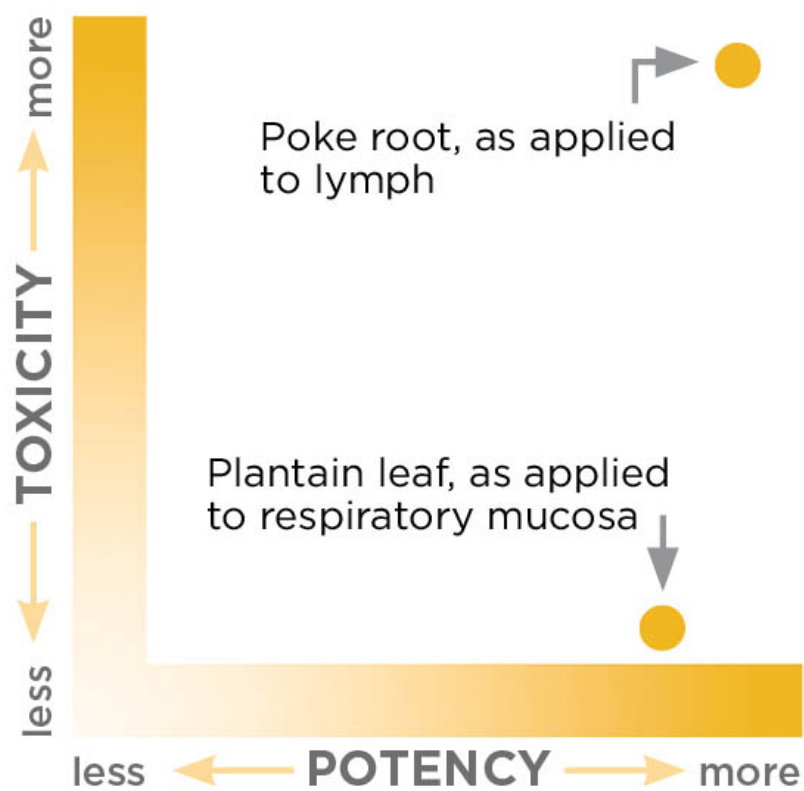 more
TOXICITY
less
Poke root, as applied
to lymph
Plantain leaf, as applied
to respiratory mucosa
less
POTENCY
more